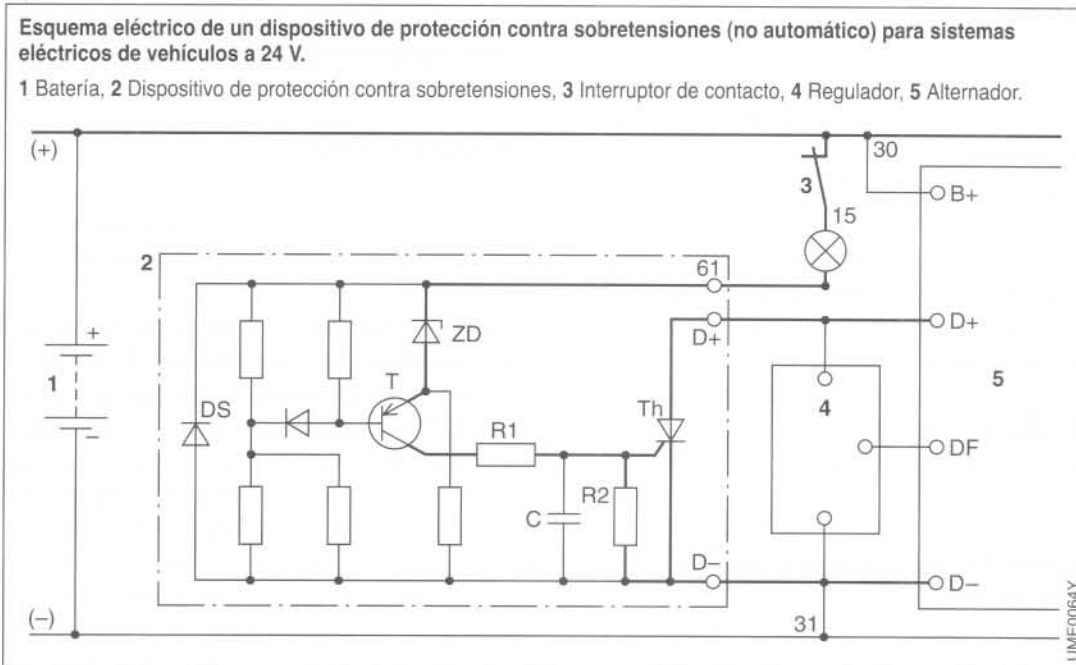 Esquema eléctrico de un dispositivo de protección contra sobretensiones (no automático) para sistemas
eléctricos de vehículos a 24 V.
1 Batería, 2 Dispositivo de protección contra sobretensiones, 3 Interruptor de contacto, 4 Regulador, 5 Alternador.
(+)
30
3
B+
15
2
61
ZD
D+
D+
+
1
T
4
5
DS
Th
R1
DF
R2
C
–
D–
D–
(–)
31
UME0064Y